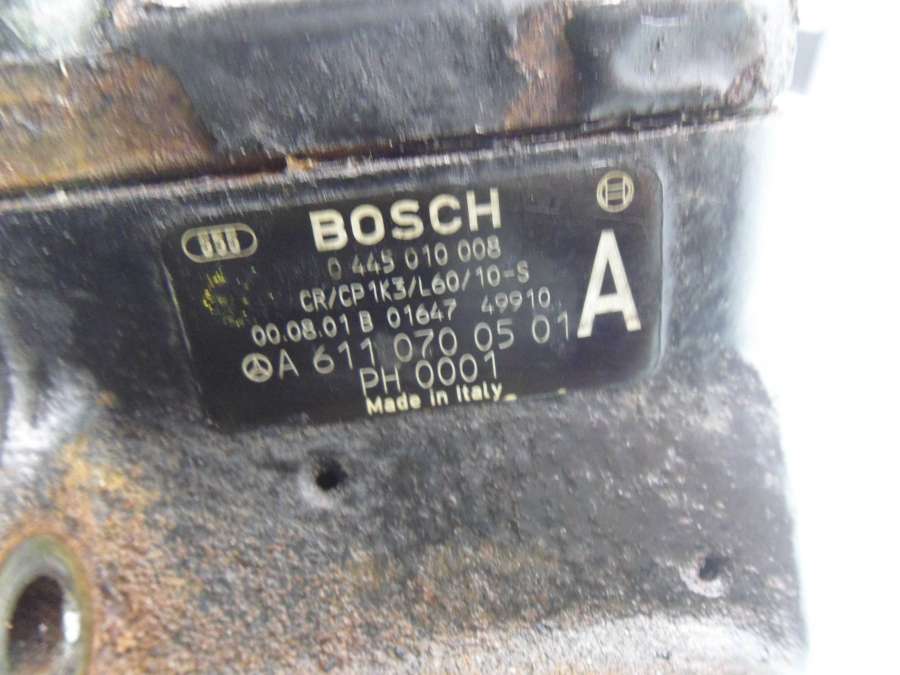 BOSCH
0 445 010 008
CR/CP1K3/L60/10-S
00.08.01 B 01647 49910
A 611 070 05 01
PH 0001
Made in Italy
A